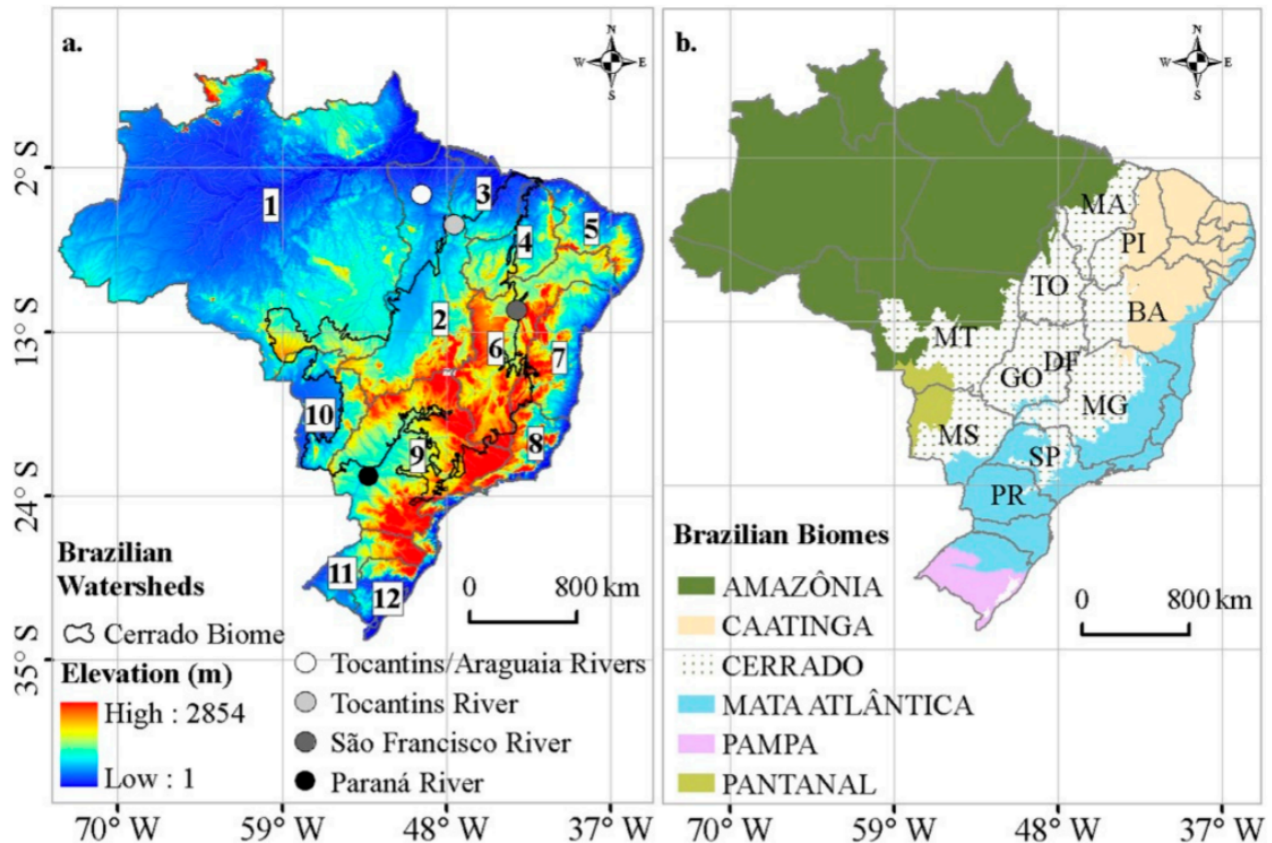 a.
N
W E
S
2° S
13° S
24° S
35° S
1
2
3
4
5
6
7
8
9
10
11
12
Brazilian
Watersheds
Cerrado Biome
Elevation (m)
High : 2854
Low : 1
0 800 km
Tocantins/Araguaia Rivers
Tocantins River
São Francisco River
Paraná River
70° W 59° W 48° W 37° W
b.
N
W E
S
MA
PI
TO
BA
MT
DF
GO
MG
MS
SP
PR
Brazilian Biomes
AMAZÔNIA
CAATINGA
CERRADO
MATA ATLÂNTICA
PAMPA
PANTANAL
0 800 km
70° W 59° W 48° W 37° W